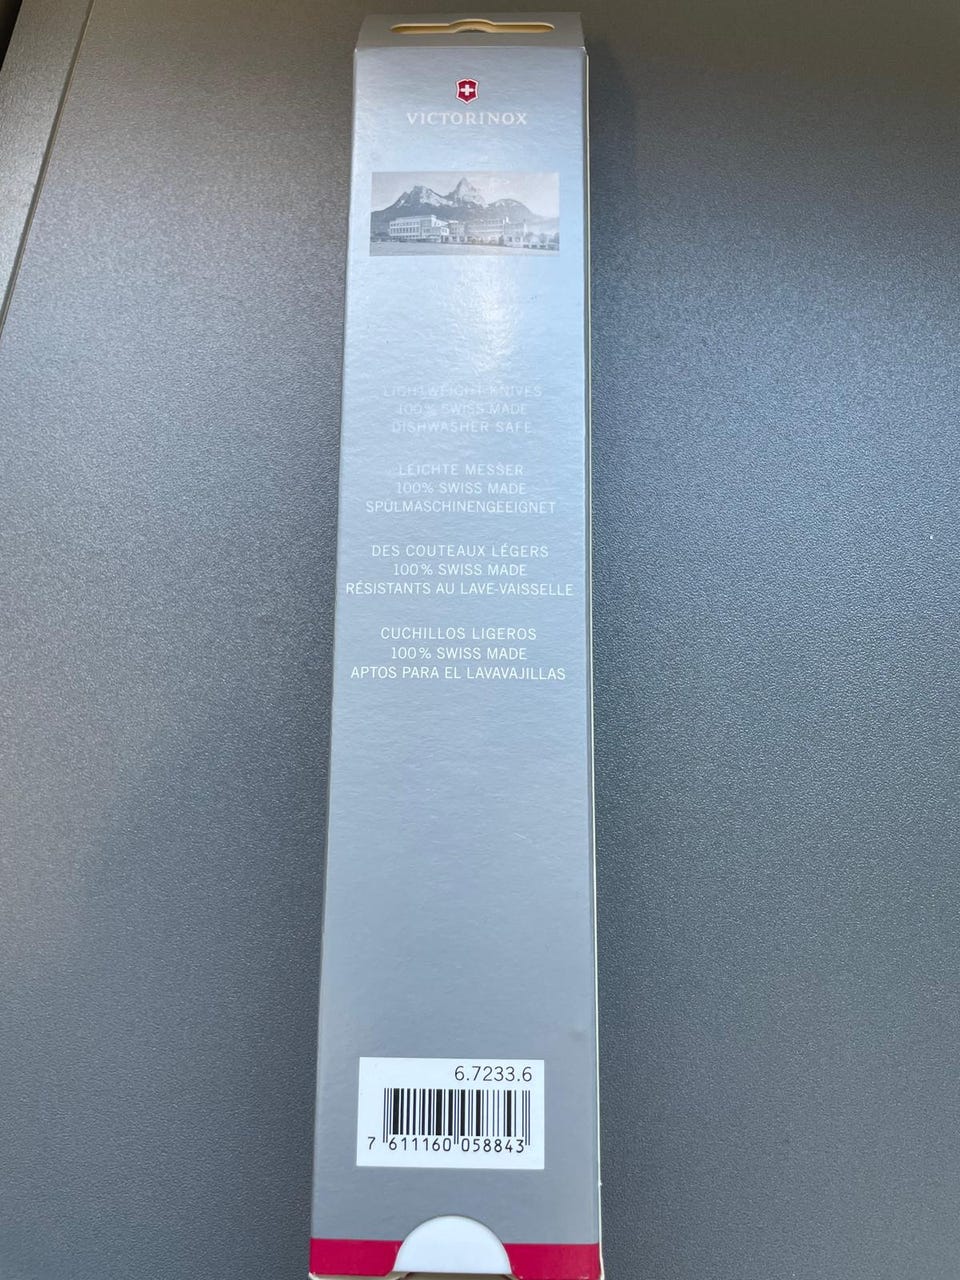 VICTORINOX
LIGHTWEIGHT KNIVES
100% SWISS MADE
DISHWASHER SAFE
LEICHTE MESSER
100% SWISS MADE
SPÜLMASCHINENGEEIGNET
DES COUTEAUX LÉGERS
100% SWISS MADE
RÉSISTANTS AU LAVE-VAISSELLE
CUCHILLOS LIGEROS
100% SWISS MADE
APTOS PARA EL LAVAVAJILLAS
6.7233.6
7 611160 058843